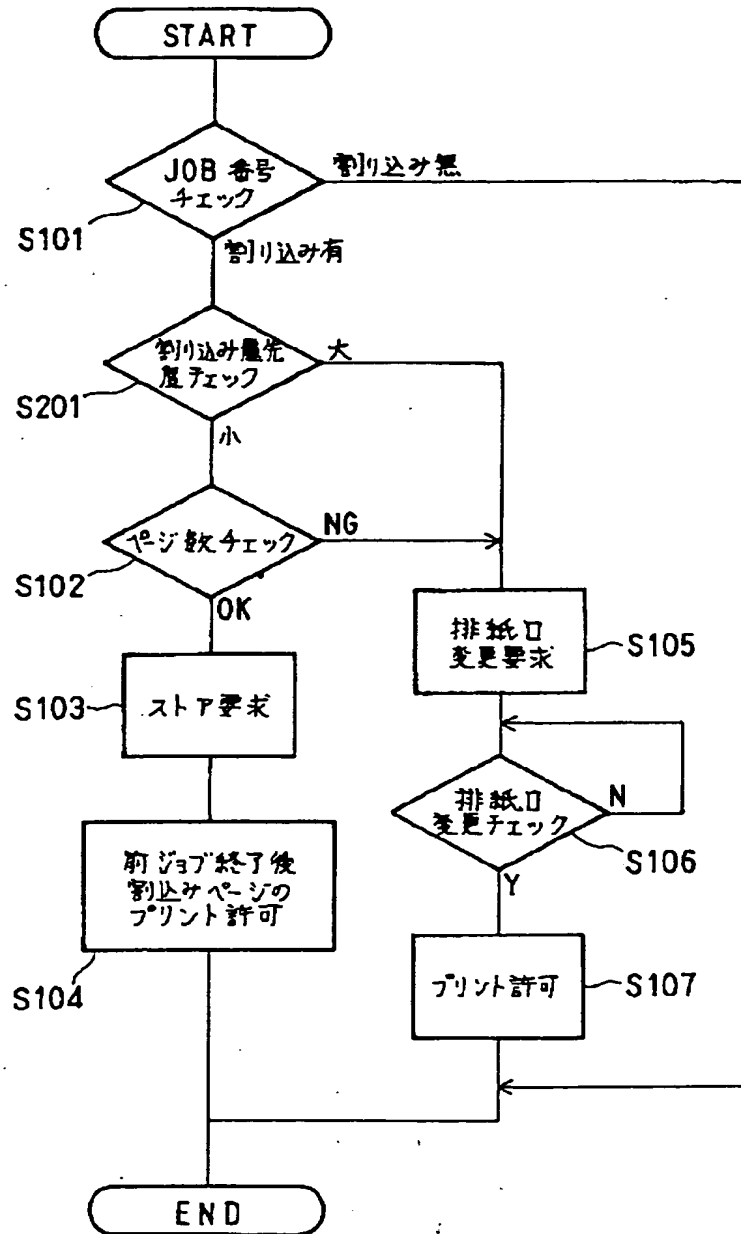 START
JOB 番号
チェック
割り込み無
S101
割り込み有
割り込み優先
度チェック
大
S201
小
ページ数チェック
NG
S102
OK
排紙口
変更要求
S105
ストア要求
S103
排紙口
変更チェック
N
S106
Y
前ジョブ終了後
割込みページの
プリント許可
S104
プリント許可
S107
END